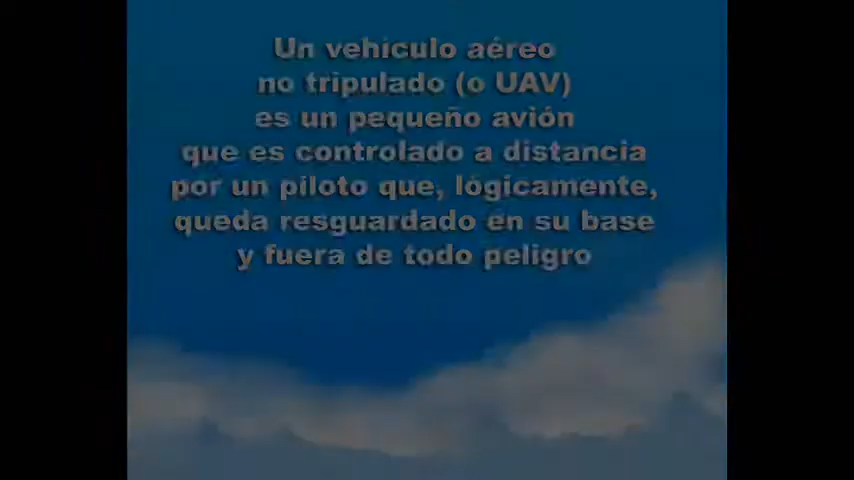 Un vehículo aéreo
no tripulado (o UAV)
es un pequeño avión
que es controlado a distancia
por un piloto que, lógicamente,
queda resguardado en su base
y fuera de todo peligro